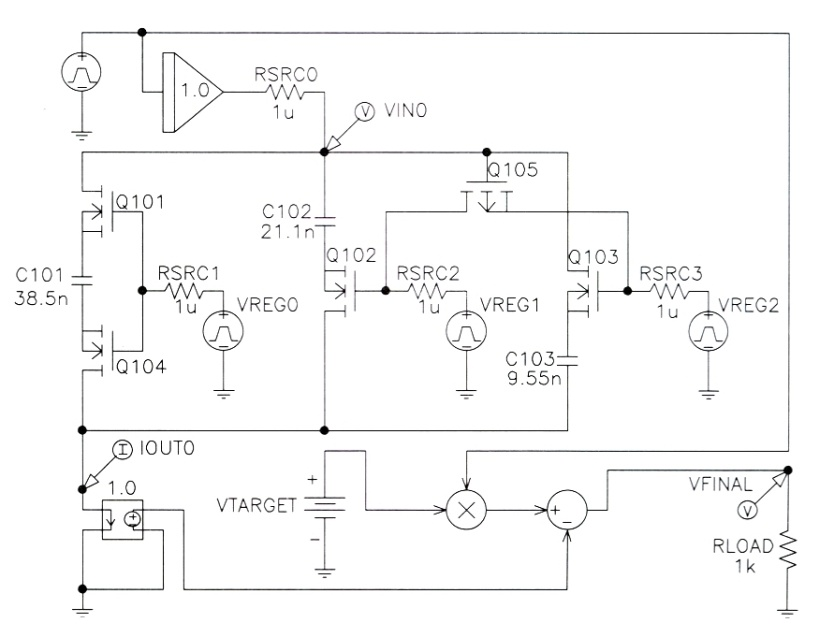 1.0
RSRC0
1u
V VIN0
Q105
Q101
C102
21.1n
Q102
Q103
C101
38.5n
RSRC1
1u
VREG0
RSRC2
1u
VREG1
RSRC3
1u
VREG2
Q104
C103
9.55n
I IOUT0
1.0
+
VTARGET
−
+
−
VFINAL
V
RLOAD
1k